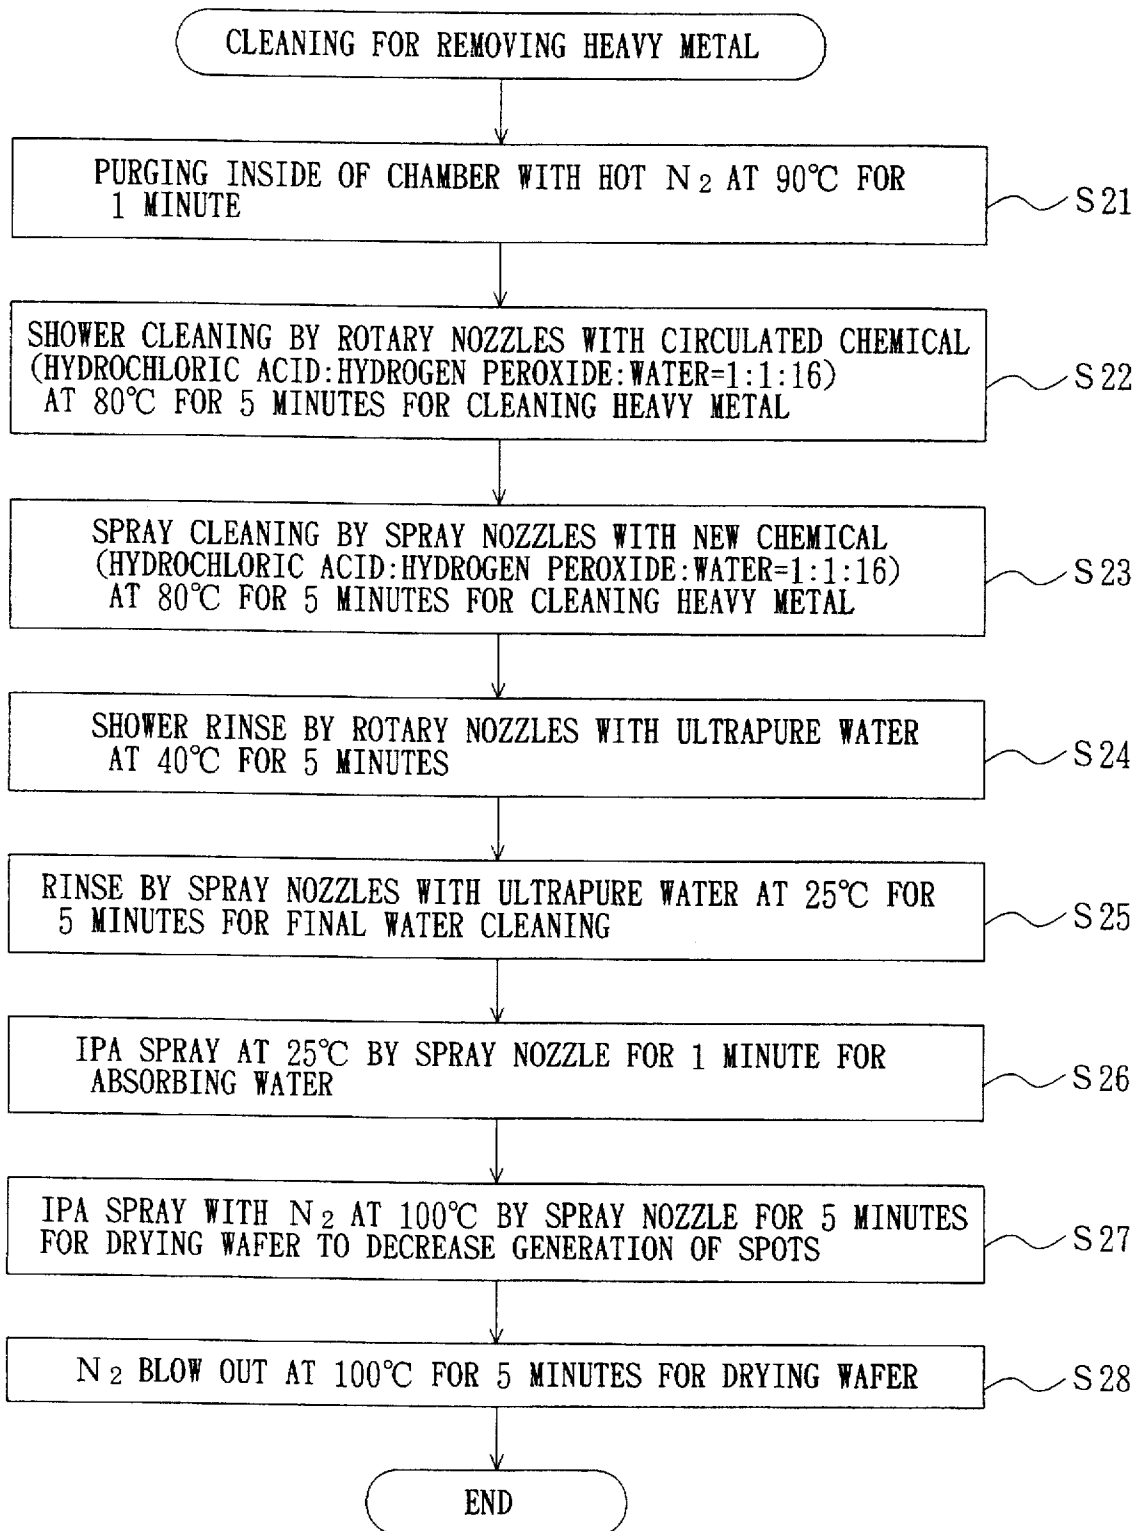 CLEANING FOR REMOVING HEAVY METAL
PURGING INSIDE OF CHAMBER WITH HOT N2 AT 90℃ FOR
1 MINUTE
S21
SHOWER CLEANING BY ROTARY NOZZLES WITH CIRCULATED CHEMICAL
(HYDROCHLORIC ACID:HYDROGEN PEROXIDE:WATER=1:1:16)
AT 80℃ FOR 5 MINUTES FOR CLEANING HEAVY METAL
S22
SPRAY CLEANING BY SPRAY NOZZLES WITH NEW CHEMICAL
(HYDROCHLORIC ACID:HYDROGEN PEROXIDE:WATER=1:1:16)
AT 80℃ FOR 5 MINUTES FOR CLEANING HEAVY METAL
S23
SHOWER RINSE BY ROTARY NOZZLES WITH ULTRAPURE WATER
AT 40℃ FOR 5 MINUTES
S24
RINSE BY SPRAY NOZZLES WITH ULTRAPURE WATER AT 25℃ FOR
5 MINUTES FOR FINAL WATER CLEANING
S25
IPA SPRAY AT 25℃ BY SPRAY NOZZLE FOR 1 MINUTE FOR
ABSORBING WATER
S26
IPA SPRAY WITH N2 AT 100℃ BY SPRAY NOZZLE FOR 5 MINUTES
FOR DRYING WAFER TO DECREASE GENERATION OF SPOTS
S27
N2 BLOW OUT AT 100℃ FOR 5 MINUTES FOR DRYING WAFER
S28
END